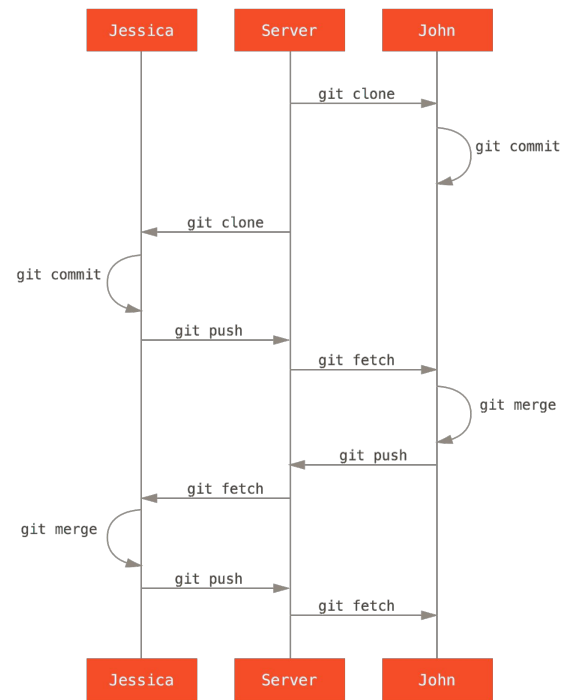 Jessica
Server
John
git clone
git commit
git clone
git commit
git push
git fetch
git merge
git push
git fetch
git merge
git push
git fetch
Jessica
Server
John